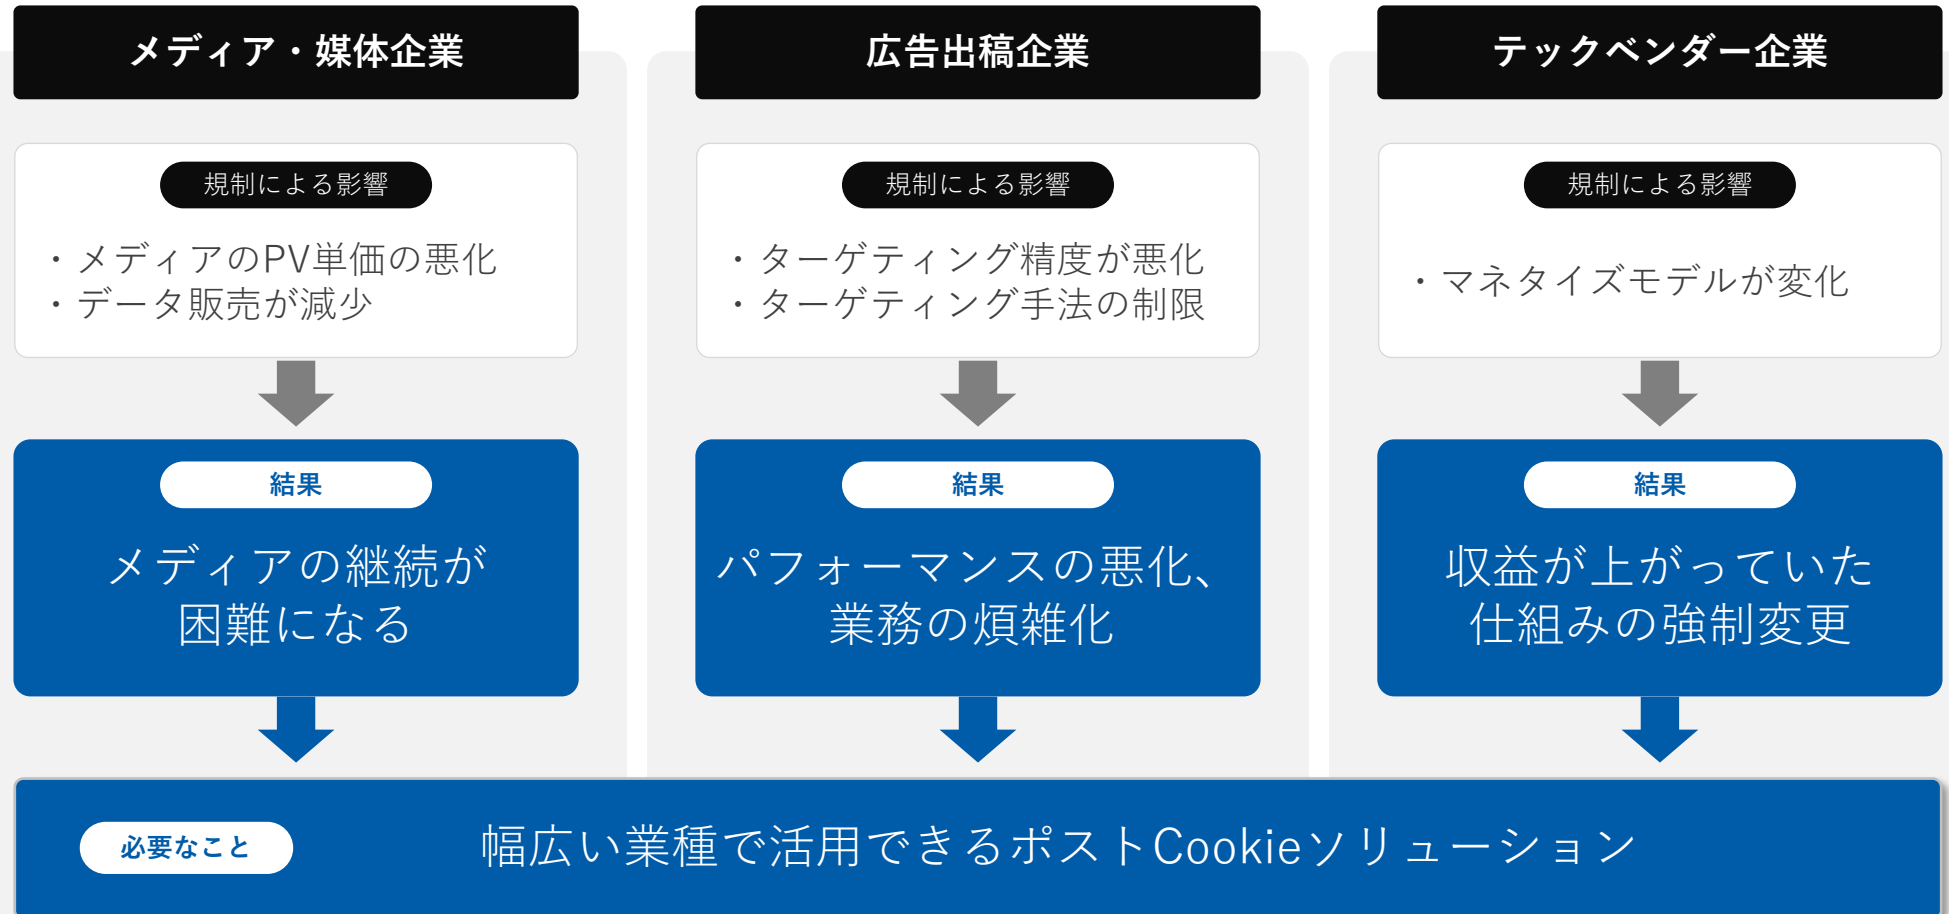 メディア・媒体企業
規制による影響
・メディアのPV単価の悪化
・データ販売が減少
結果
メディアの継続が
困難になる
広告出稿企業
規制による影響
・ターゲティング精度が悪化
・ターゲティング手法の制限
結果
パフォーマンスの悪化、
業務の煩雑化
テックベンダー企業
規制による影響
・マネタイズモデルが変化
結果
収益が上がっていた
仕組みの強制変更
必要なこと
幅広い業種で活用できるポストCookieソリューション